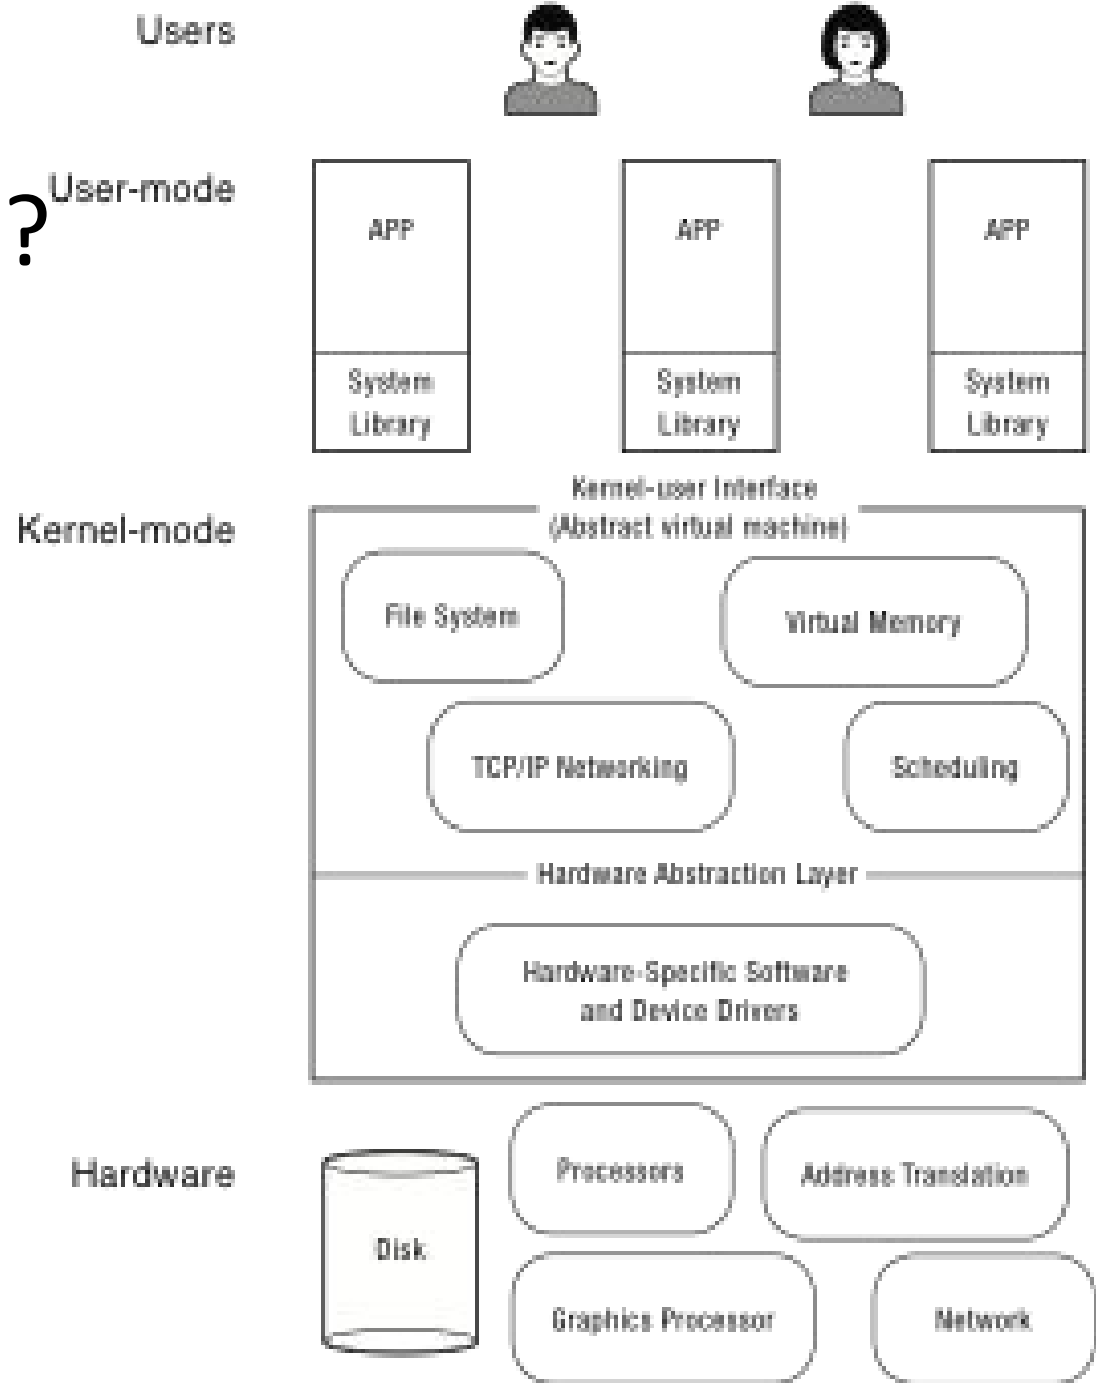 Users
User-mode
?
APP
APP
APP
System
Library
System
Library
System
Library
Kernel-user Interface
(Abstract virtual machine)
Kernel-mode
File System
Virtual Memory
TCP/IP Networking
Scheduling
Hardware Abstraction Layer
Hardware-Specific Software
and Device Drivers
Hardware
Processors
Address Translation
Disk
Graphics Processor
Network